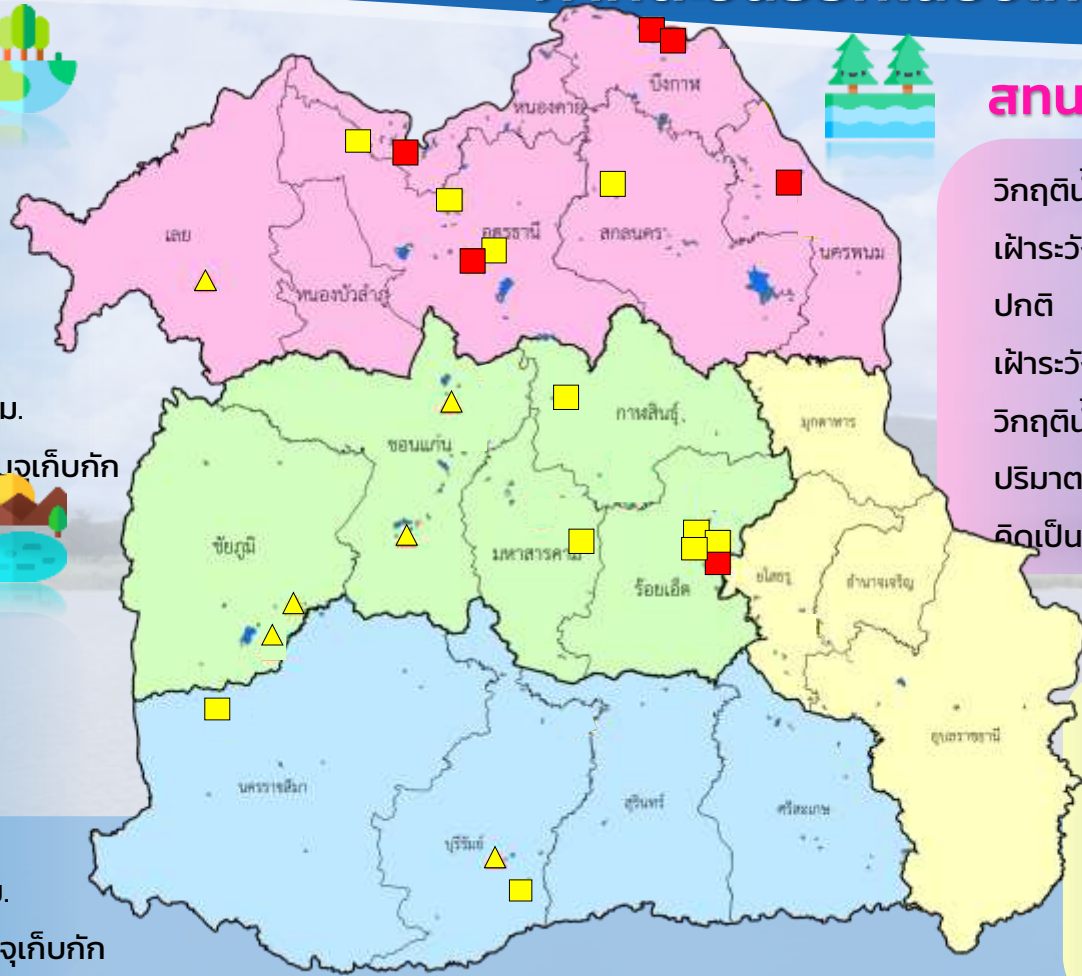 สทน
วิกฤติน้
เฝ้าระวัง
ปกติ
เฝ้าระวัง
วิกฤติน้
ปริมาต
คิดเป็น
ม.
มจุเก็บกัก
จุเก็บกัก
บึงกาฬ
หนองคาย
เลย
อุดรธานี
สกลนคร
นครพนม
หนองบัวลำภู
กาฬสินธุ์
มุกดาหาร
ขอนแก่น
ชัยภูมิ
มหาสารคาม
ร้อยเอ็ด
ยโสธร
อำนาจเจริญ
อุบลราชธานี
นครราชสีมา
สุรินทร์
ศรีสะเกษ
บุรีรัมย์